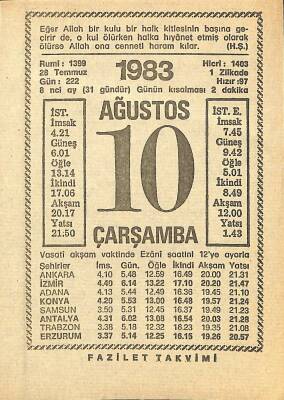 Eğer Allah bir kulu bir halk kitlesinin başına ge-
çirir de, o kul ölürken halka hıyânet etmiş olarak
ölürse Allah ona cenneti haram kılar. (H.Ş.)
Rumi : 1399 1983 Hicri : 1403
28 Temmuz 1 Zilkade
Gün : 222 Hızır : 97
8 nci ay (31 gündür) Günün kısalması 2 dakika
AĞUSTOS
10
ÇARŞAMBA
İST.
İmsak
4.21
Güneş
6.01
Öğle
13.14
İkindi
17.06
Akşam
20.17
Yatsı
21.50
İST. E.
İmsak
7.45
Güneş
9.42
Öğle
5.01
İkindi
8.49
Akşam
12.00
Yatsı
1.43
Vasati akşam vaktinde Ezânî saatini 12'ye ayarla
Şehirler İms. Gün. Öğle İkindi Akşam Yatsı
ANKARA 4.10 5.48 12.59 16.49 20.00 21.31
İZMİR 4.49 6.14 13.22 17.10 20.20 21.47
ADANA 4.13 5.44 12.50 16.36 19.46 21.10
KONYA 4.20 5.53 13.00 16.48 19.57 21.24
SAMSUN 3.50 5.31 12.45 16.37 19.49 21.23
ANTALYA 4.31 6.02 13.08 16.54 20.03 21.28
TRABZON 3.38 5.18 12.32 16.23 19.35 21.08
ERZURUM 3.37 5.14 12.25 16.15 19.26 20.57
FAZİLET TAKVİMİ